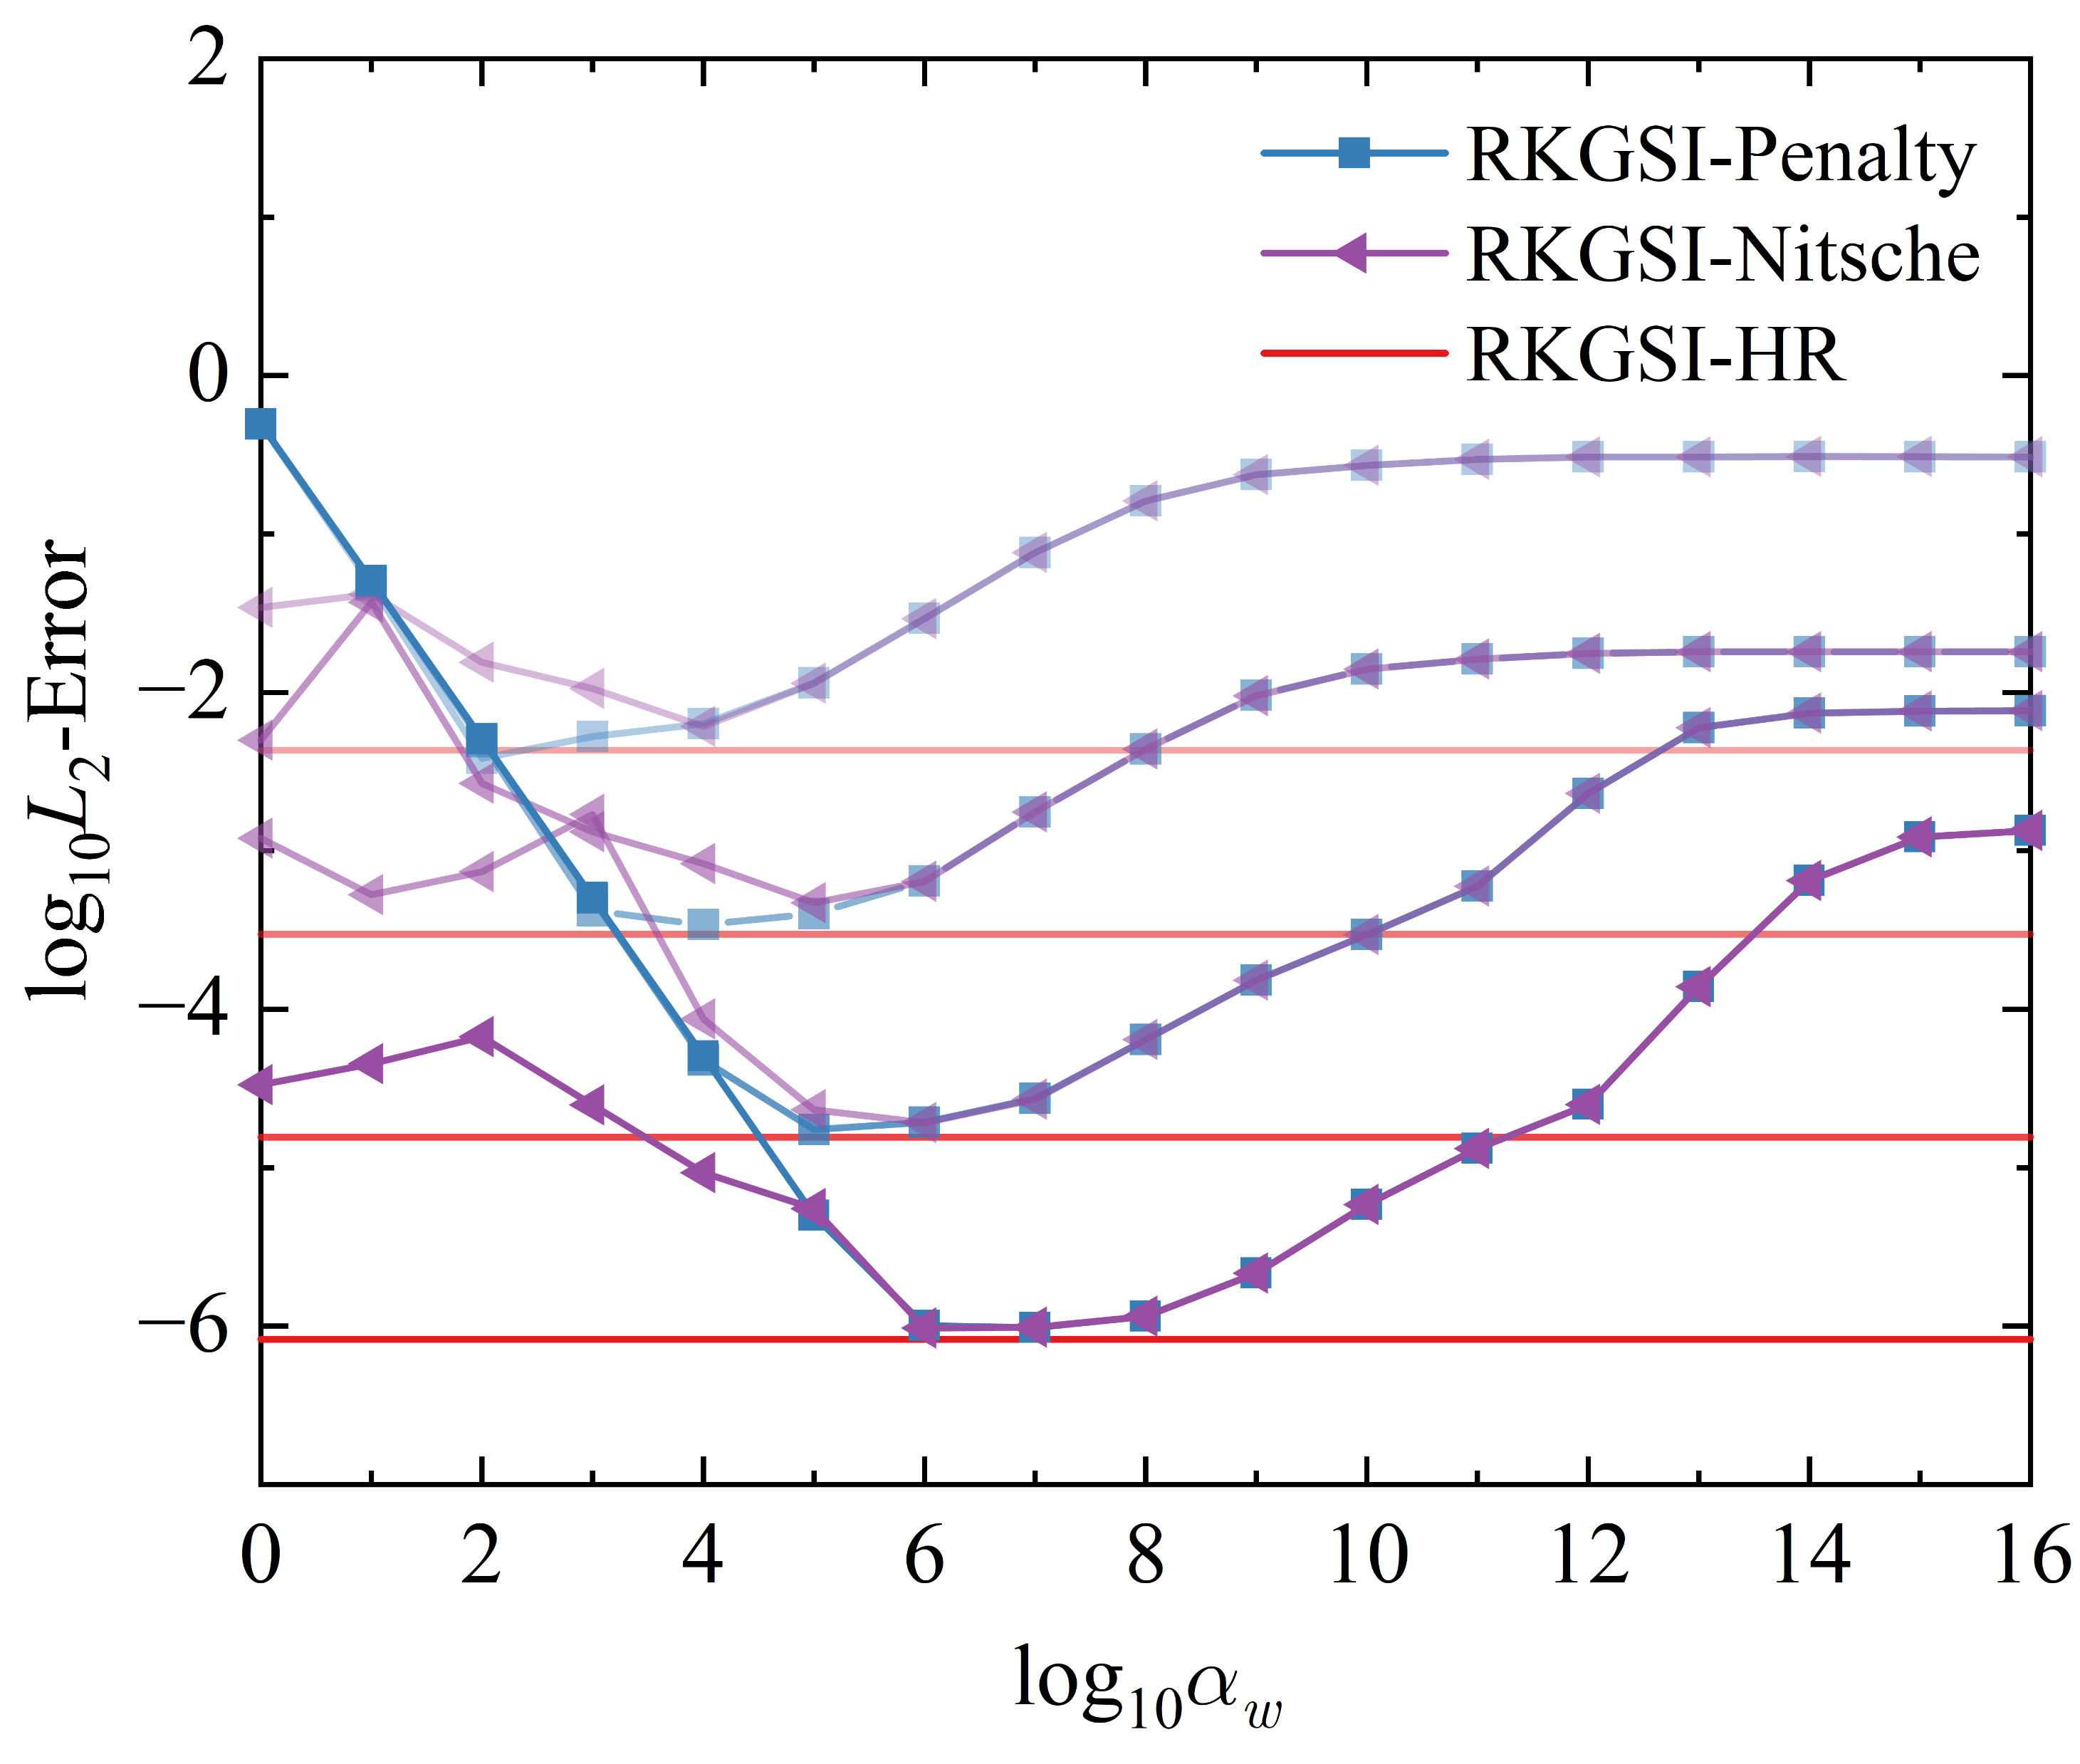 2
0
−2
−4
−6
log₁₀L₂-Error
RKGSI-Penalty
RKGSI-Nitsche
RKGSI-HR
0 2 4 6 8 10 12 14 16
log₁₀α_w